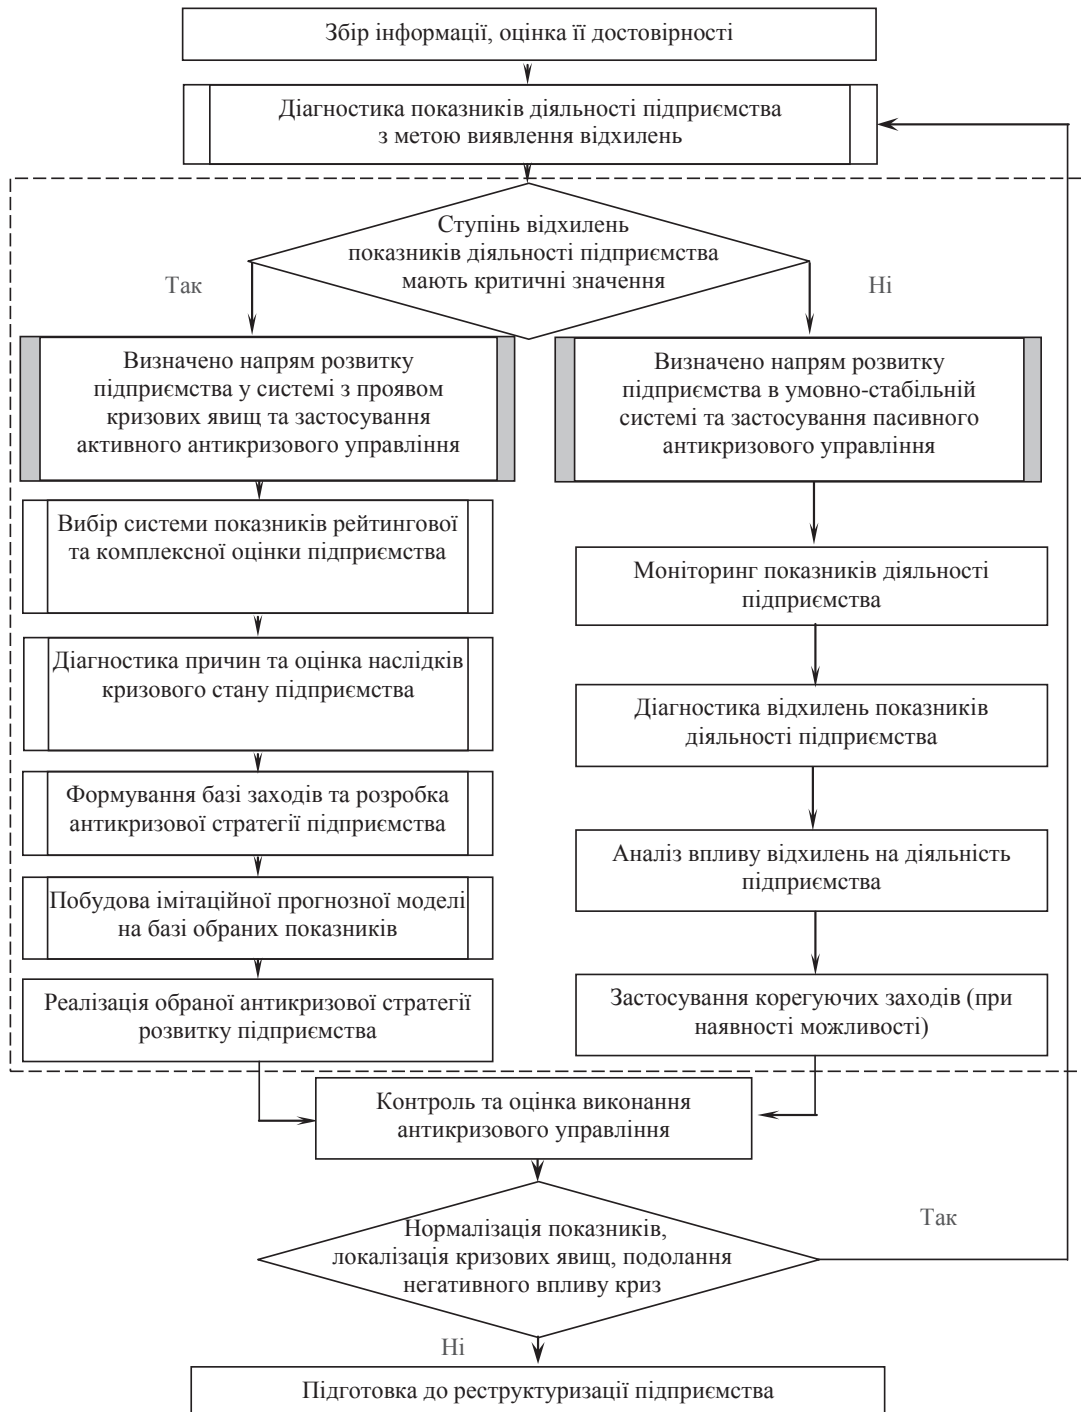 Збір інформації, оцінка її достовірності
Діагностика показників діяльності підприємства
з метою виявлення відхилень
Ступінь відхилень
показників діяльності підприємства
мають критичні значення
Так
Ні
Визначено напрям розвитку
підприємства у системі з проявом
кризових явищ та застосування
активного антикризового управління
Визначено напрям розвитку
підприємства в умовно-стабільній
системі та застосування пасивного
антикризового управління
Вибір системи показників рейтингової
та комплексної оцінки підприємства
Моніторинг показників діяльності
підприємства
Діагностика причин та оцінка наслідків
кризового стану підприємства
Діагностика відхилень показників
діяльності підприємства
Формування базі заходів та розробка
антикризової стратегії підприємства
Аналіз впливу відхилень на діяльність
підприємства
Побудова імітаційної прогнозної моделі
на базі обраних показників
Реалізація обраної антикризової стратегії
розвитку підприємства
Застосування корегуючих заходів (при
наявності можливості)
Контроль та оцінка виконання
антикризового управління
Нормалізація показників,
локалізація кризових явищ, подолання
негативного впливу криз
Так
Ні
Підготовка до реструктуризації підприємства